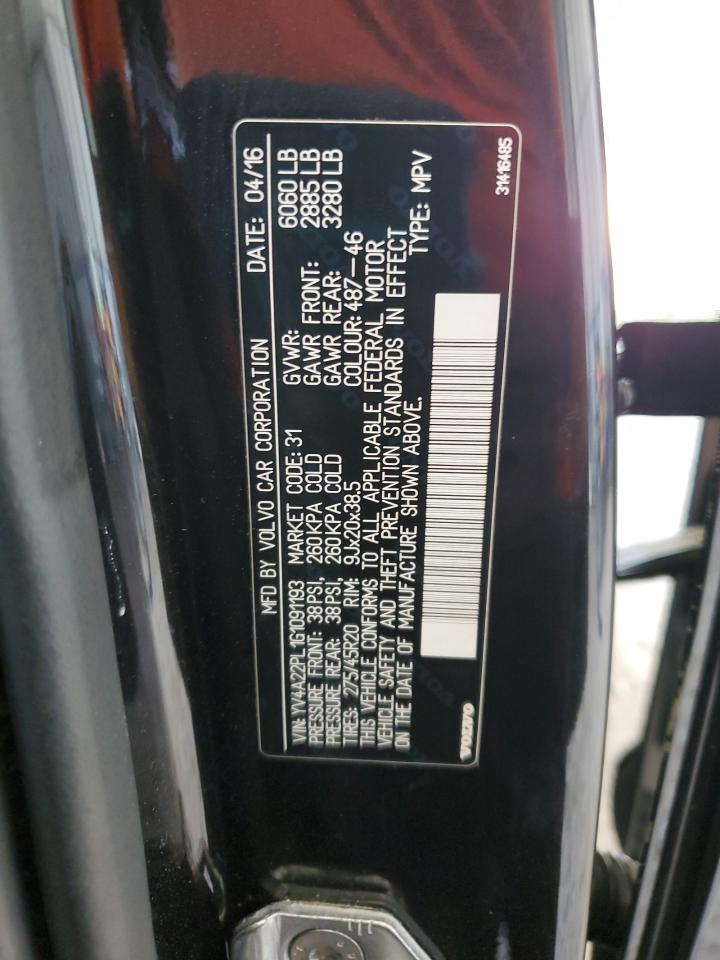 MFD BY VOLVO CAR CORPORATION DATE: 04/16
VIN: YV4A22PL1G1091193 MARKET CODE: 31 GVWR: 6060 LB
PRESSURE FRONT: 38PSI, 260KPA COLD GAWR FRONT: 2885 LB
PRESSURE REAR: 38PSI, 260KPA COLD GAWR REAR: 3280 LB
TIRES: 275/45R20 RIM: 9Jx20x38.5 COLOUR: 487-46
THIS VEHICLE CONFORMS TO ALL APPLICABLE FEDERAL MOTOR
VEHICLE SAFETY AND THEFT PREVENTION STANDARDS IN EFFECT
ON THE DATE OF MANUFACTURE SHOWN ABOVE. TYPE: MPV
VOLVO
31416485